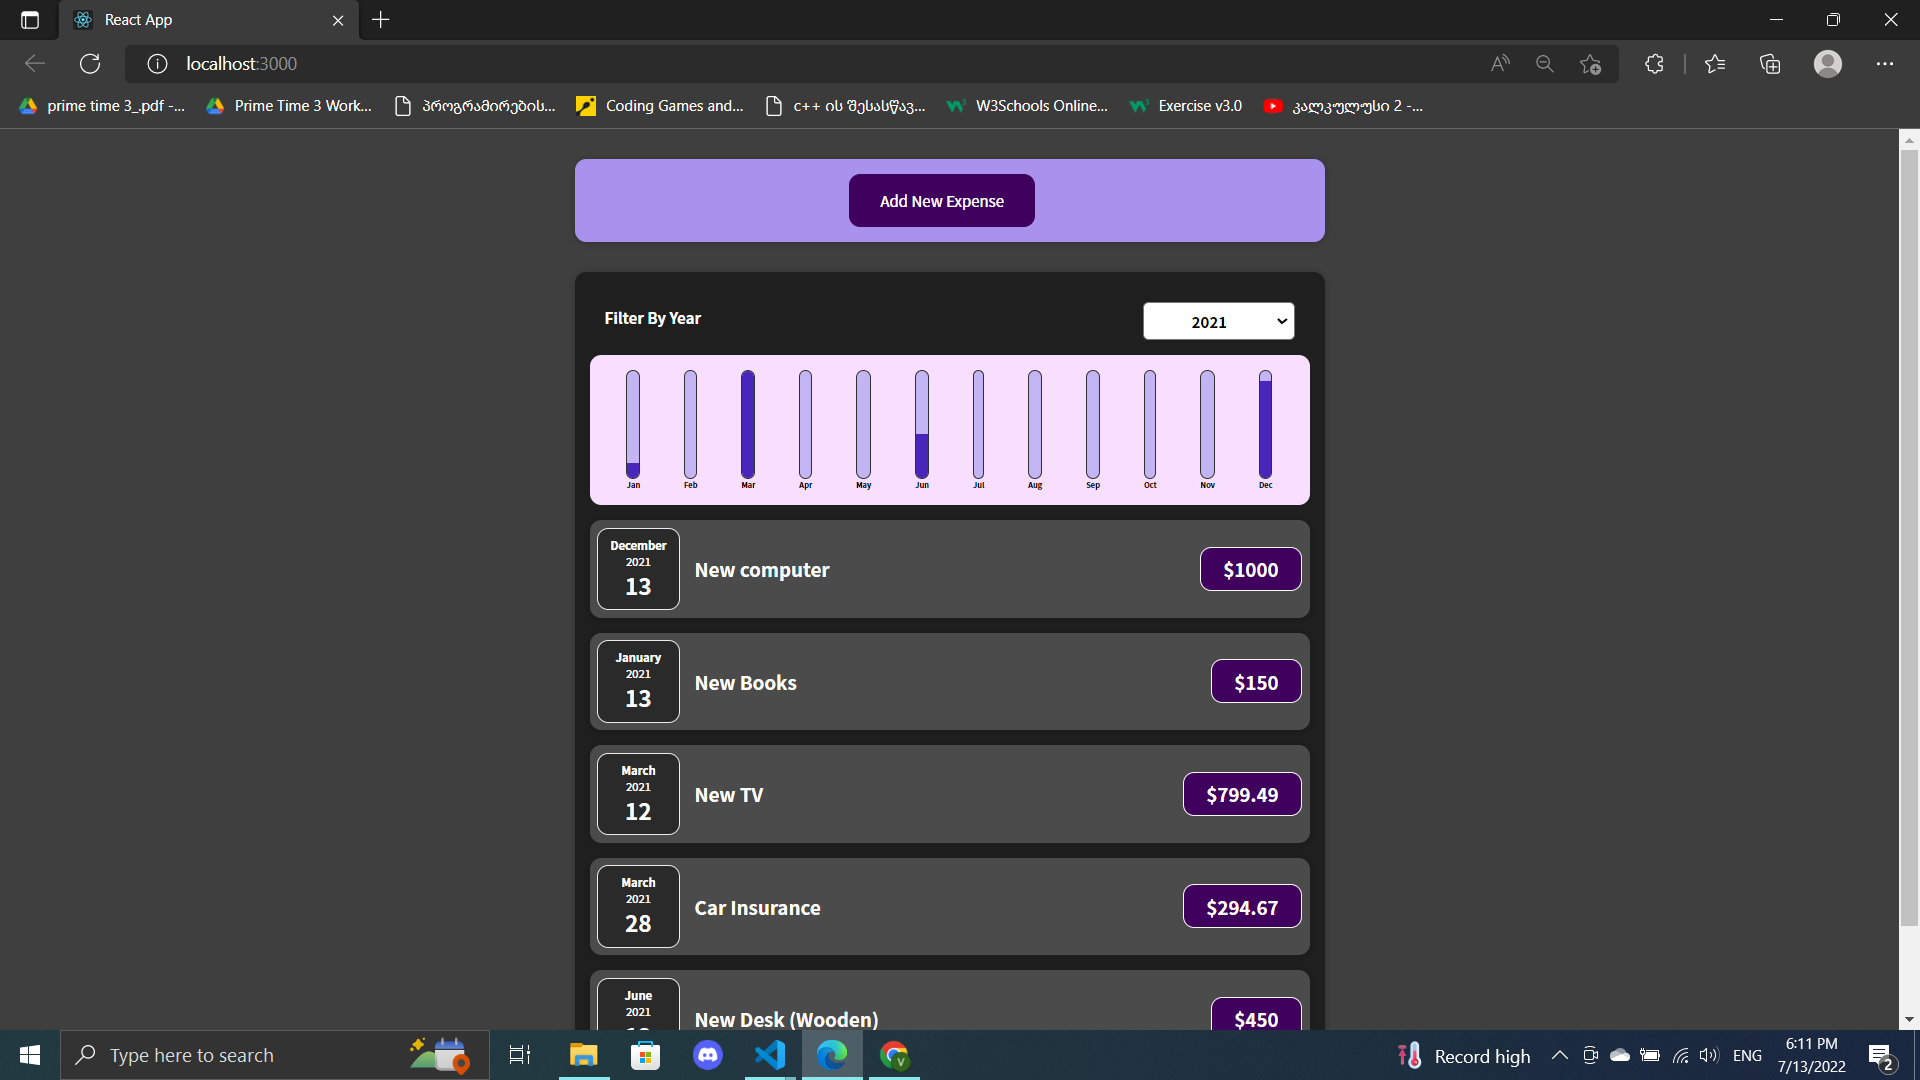 React App
localhost:3000
prime time 3_.pdf -...
Prime Time 3 Work...
პროგრამირების...
Coding Games and...
c++ ის შესასწავ...
W3Schools Online...
Exercise v3.0
კალკულუსი 2 -...
Add New Expense
Filter By Year
2021
Jan Feb Mar Apr May Jun Jul Aug Sep Oct Nov Dec
December
2021
13
New computer
$1000
January
2021
13
New Books
$150
March
2021
12
New TV
$799.49
March
2021
28
Car Insurance
$294.67
June
2021
New Desk (Wooden)
$450
Type here to search
Record high
ENG
6:11 PM
7/13/2022
2